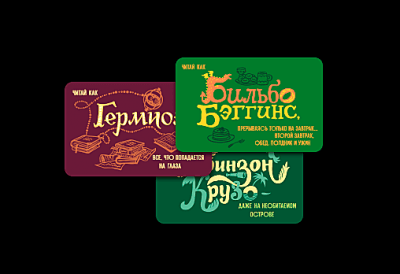 ЧИТАЙ КАК
Гермио
ВСЕ, ЧТО ПОПАДАЕТСЯ
НА ГЛАЗА
ЧИТАЙ КАК
Бильбо
Бэггинс,
ПРЕРЫВАЯСЬ ТОЛЬКО НА ЗАВТРАК...
ВТОРОЙ ЗАВТРАК,
ОБЕД, ПОЛДНИК И УЖИН
инзон
Крузо
ДАЖЕ НА НЕОБИТАЕМОМ
ОСТРОВЕ